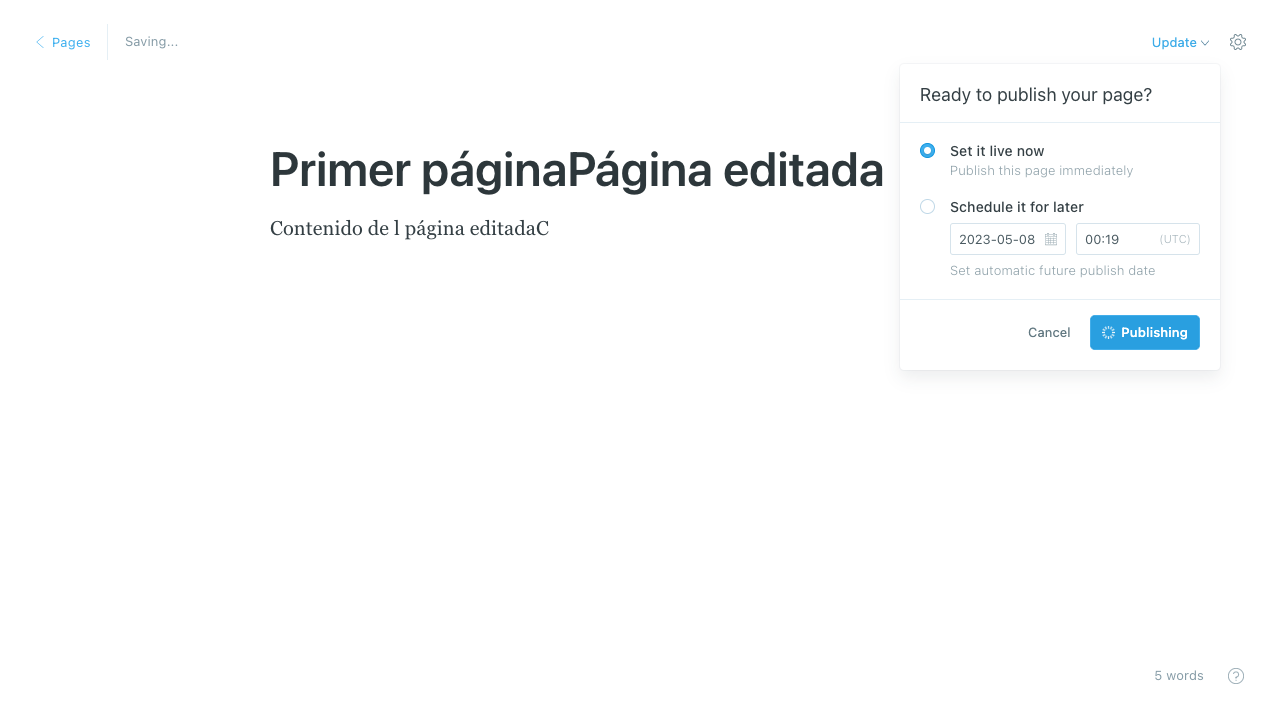 Pages
Saving...
Update
Ready to publish your page?
Set it live now
Publish this page immediately
Schedule it for later
2023-05-08
00:19 (UTC)
Set automatic future publish date
Cancel
Publishing
Primer páginaPágina editada
Contenido de l página editadaC
5 words
?